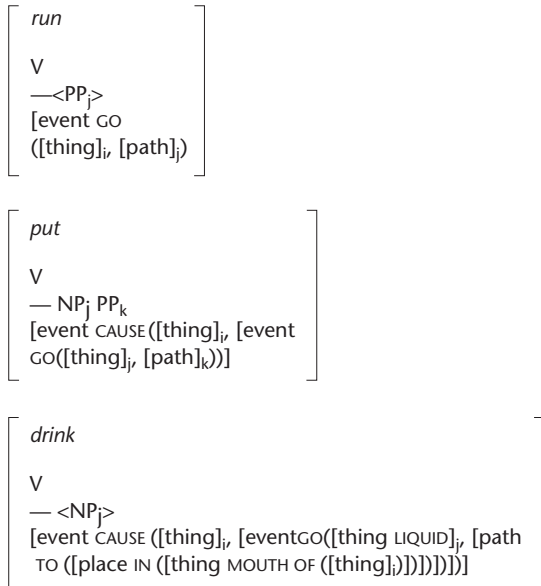 run
V
—<PPj>
[event GO
([thing]i, [path]j)
put
V
— NPj PPk
[event CAUSE([thing]i, [event
GO([thing]j, [path]k))]
drink
V
— <NPj>
[event CAUSE ([thing]i, [eventGO([thing LIQUID]j, [path
TO ([place IN ([thing MOUTH OF ([thing]i)])])])])]